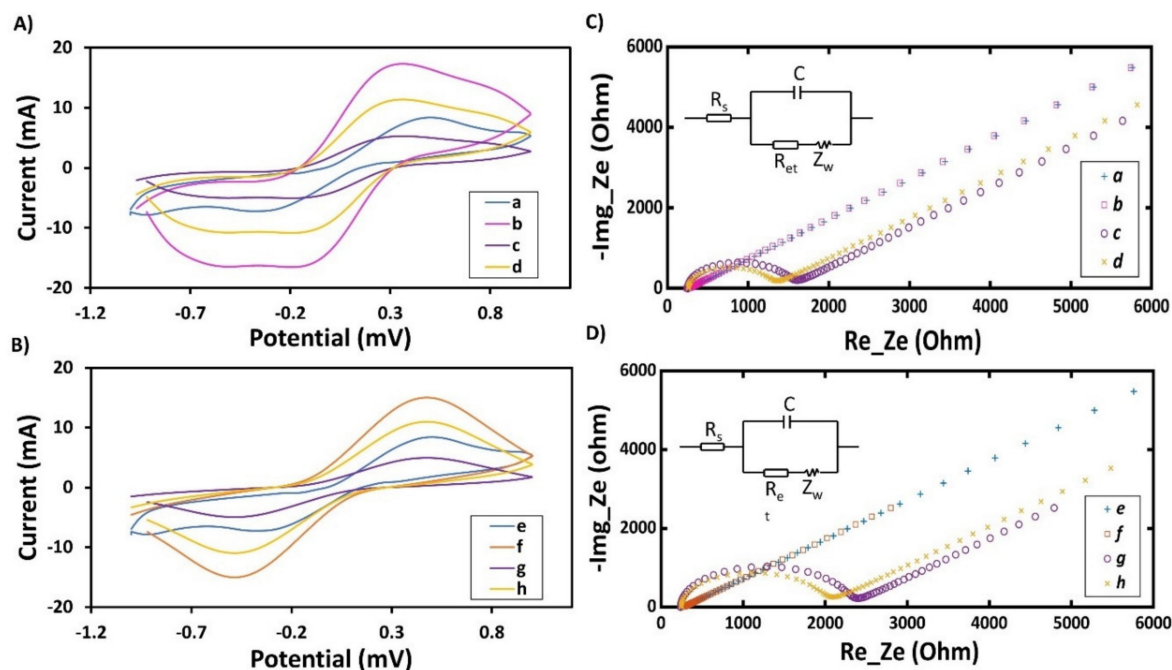 A)
20
10
0
-10
-20
Current (mA)
-1.2
-0.7
-0.2
0.3
0.8
Potential (mV)
a
b
c
d
C)
6000
4000
2000
0
-Img_Ze (Ohm)
Rs
C
Ret
Zw
a
b
c
d
1000
2000
3000
4000
5000
6000
Re_Ze (Ohm)
B)
20
10
0
-10
-20
Current (mA)
-1.2
-0.7
-0.2
0.3
0.8
Potential (mV)
e
f
g
h
D)
6000
4000
2000
0
-Img_Ze (ohm)
Rs
C
Re
t
Zw
e
f
g
h
1000
2000
3000
4000
5000
6000
Re_Ze (Ohm)